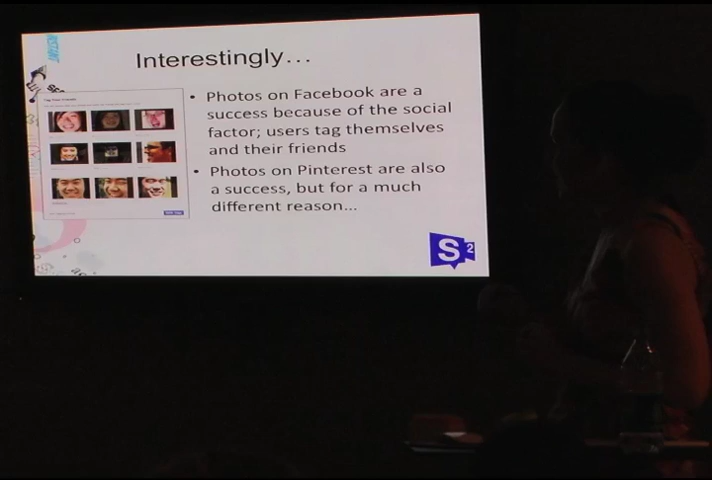 Interestingly...
• Photos on Facebook are a
success because of the social
factor; users tag themselves
and their friends
• Photos on Pinterest are also
a success, but for a much
different reason...
S2